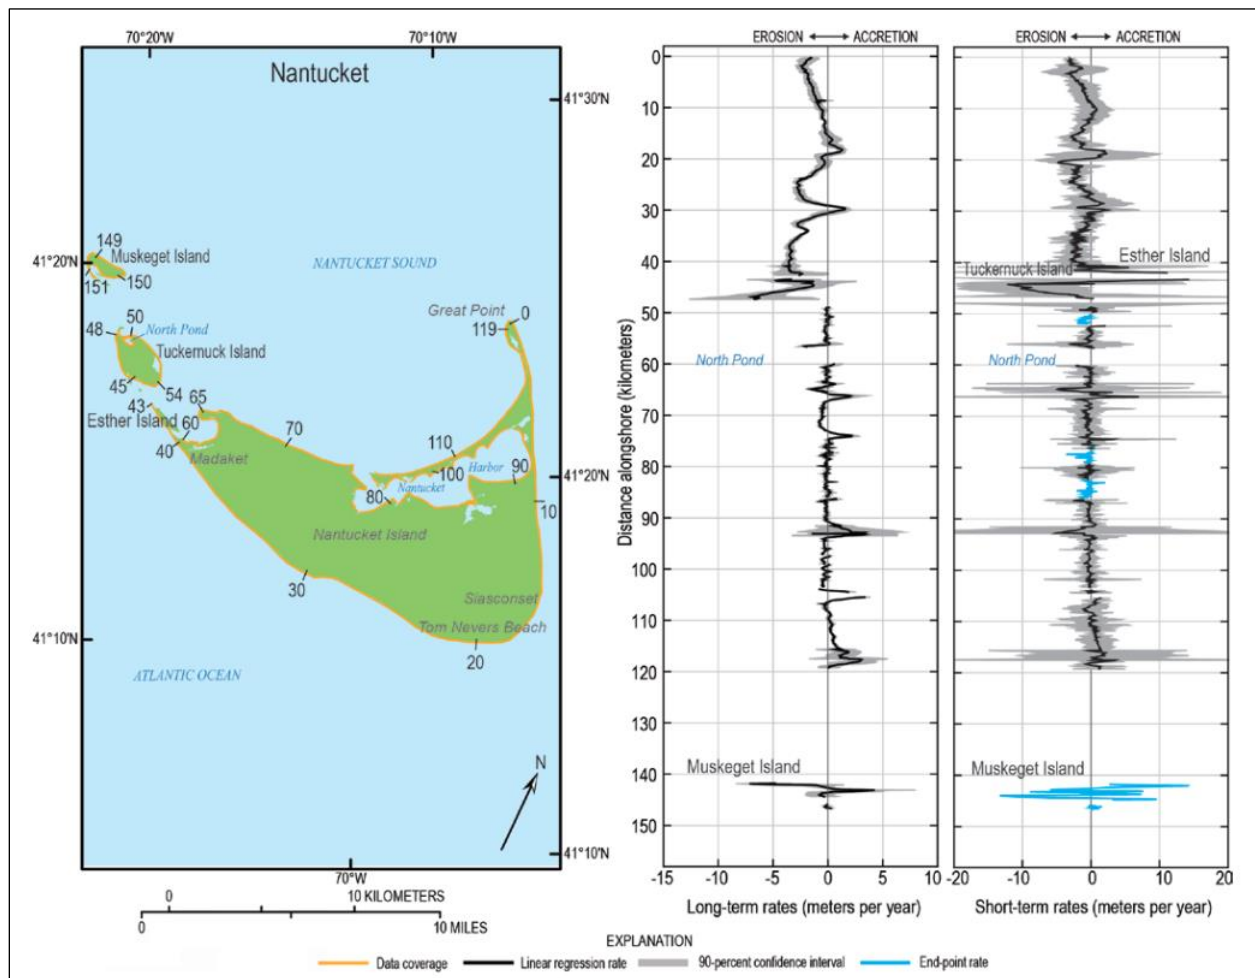 70°20'W
70°10'W
Nantucket
41°30'N
149
Muskeget Island
41°20'N
151
150
NANTUCKET SOUND
Great Point
0
119
48
50
North Pond
Tuckernuck Island
45
54
43
65
Esther Island
60
40
Madaket
70
110
Harbor
90
100
Nantucket
80
41°20'N
10
Nantucket Island
30
Siasconset
Tom Nevers Beach
41°10'N
20
ATLANTIC OCEAN
N
41°10'N
70°W
0 10 KILOMETERS
0 10 MILES
EROSION ACCRETION
Distance alongshore (kilometers)
0
10
20
30
40
50
60
70
80
90
100
110
120
130
140
150
North Pond
Muskeget Island
-15 -10 -5 0 5 10
Long-term rates (meters per year)
EROSION ACCRETION
Esther Island
Tuckernuck Island
North Pond
Muskeget Island
-20 -10 0 10 20
Short-term rates (meters per year)
EXPLANATION
Data coverage Linear regression rate 90-percent confidence interval End-point rate